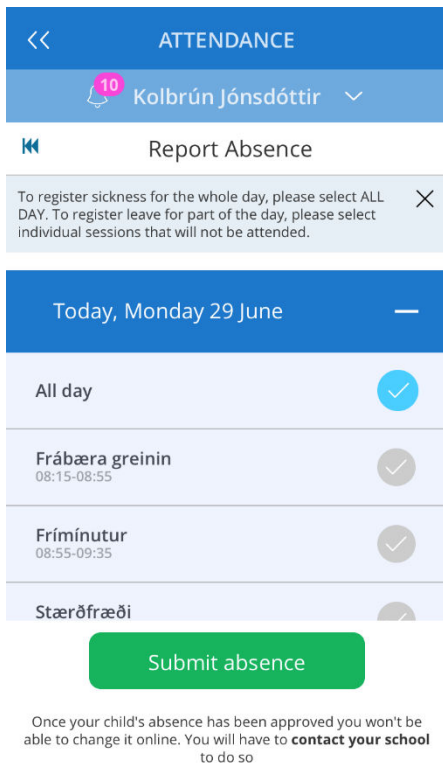 ATTENDANCE
10
Kolbrún Jónsdóttir
Report Absence
To register sickness for the whole day, please select ALL
DAY. To register leave for part of the day, please select
individual sessions that will not be attended.
Today, Monday 29 June
All day
Frábæra greinin
08:15-08:55
Frímínutur
08:55-09:35
Stærðfræði
Submit absence
Once your child's absence has been approved you won't be
able to change it online. You will have to contact your school
to do so